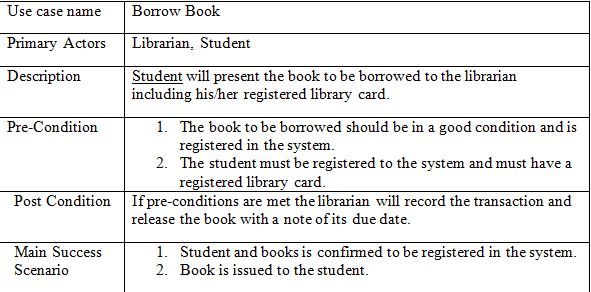 Use case name Borrow Book
Primary Actors Librarian, Student
Description Student will present the book to be borrowed to the librarian
including his/her registered library card.
Pre-Condition 1. The book to be borrowed should be in a good condition and is
registered in the system.
2. The student must be registered to the system and must have a
registered library card.
Post Condition If pre-conditions are met the librarian will record the transaction and
release the book with a note of its due date.
Main Success 1. Student and books is confirmed to be registered in the system.
Scenario 2. Book is issued to the student.